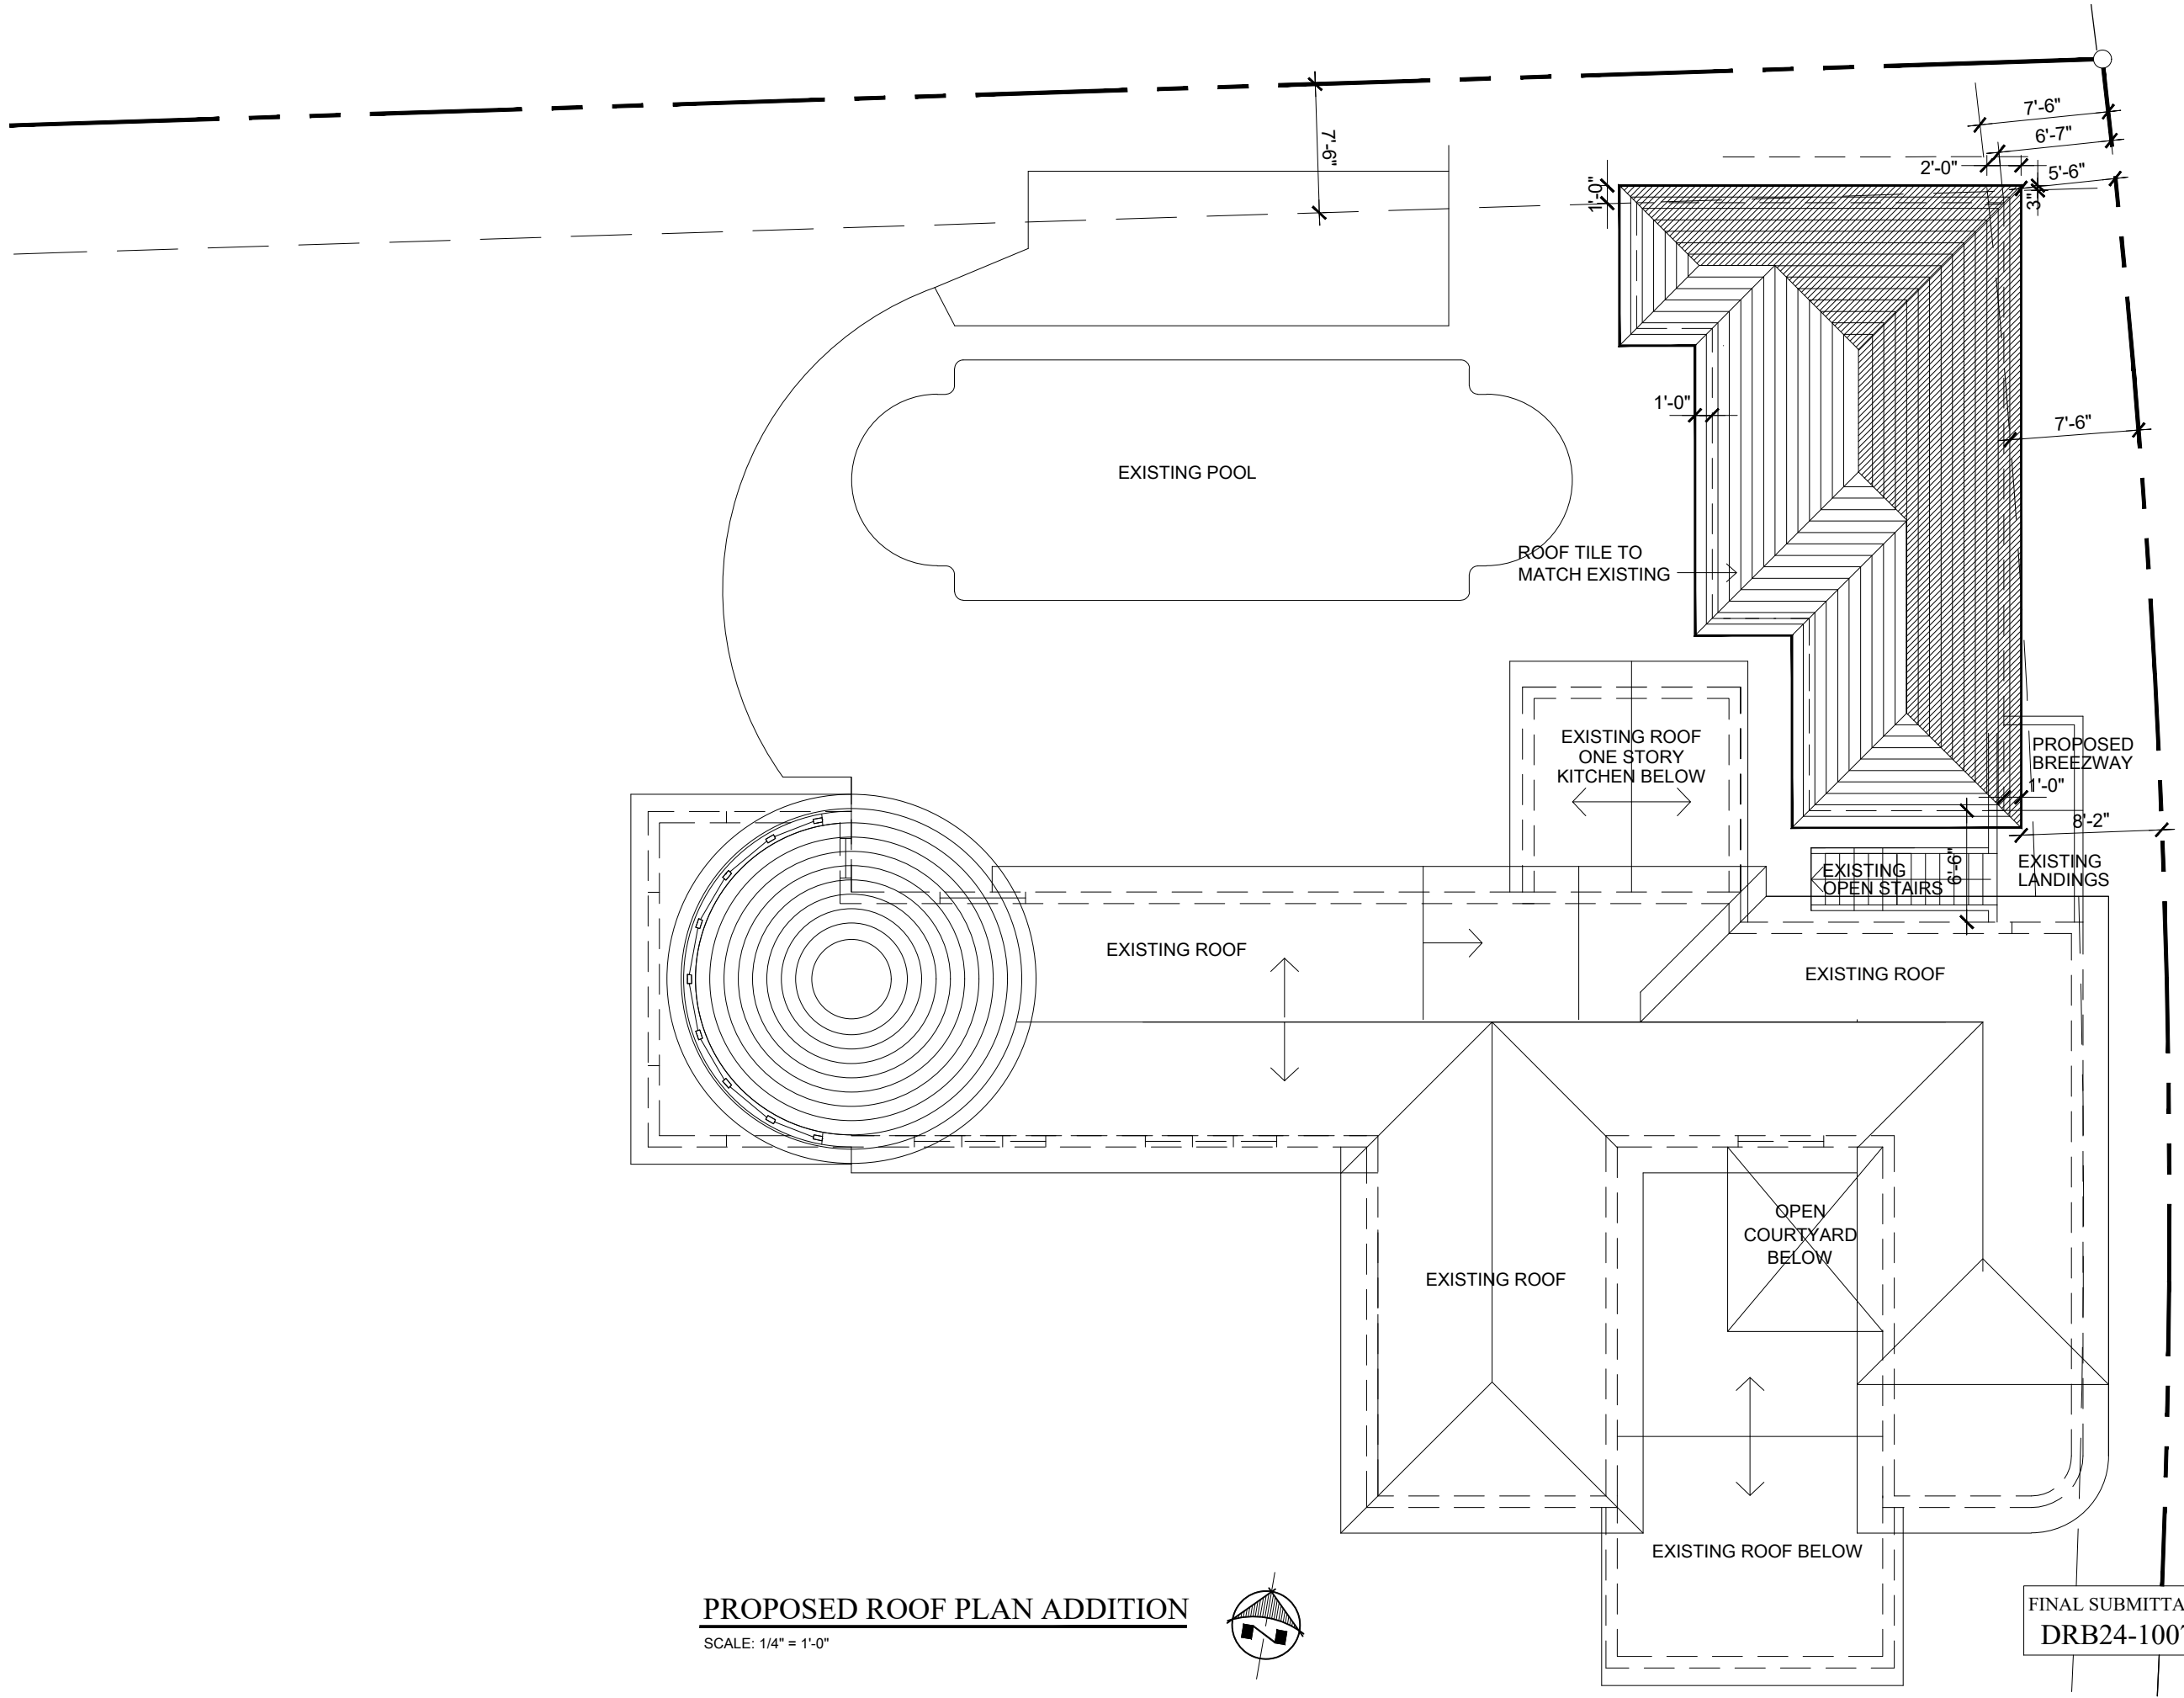 7'-6"
6'-7"
2'-0"
5'-6"
3"
7'-6"
1'-0"
1'-0"
7'-6"
EXISTING POOL
ROOF TILE TO
MATCH EXISTING
EXISTING ROOF
ONE STORY
KITCHEN BELOW
PROPOSED
BREEZWAY
1'-0"
8'-2"
6'-6"
EXISTING
OPEN STAIRS
EXISTING
LANDINGS
EXISTING ROOF
EXISTING ROOF
OPEN
COURTYARD
BELOW
EXISTING ROOF
EXISTING ROOF BELOW
PROPOSED ROOF PLAN ADDITION
SCALE: 1/4" = 1'-0"
N
FINAL SUBMITTA
DRB24-100